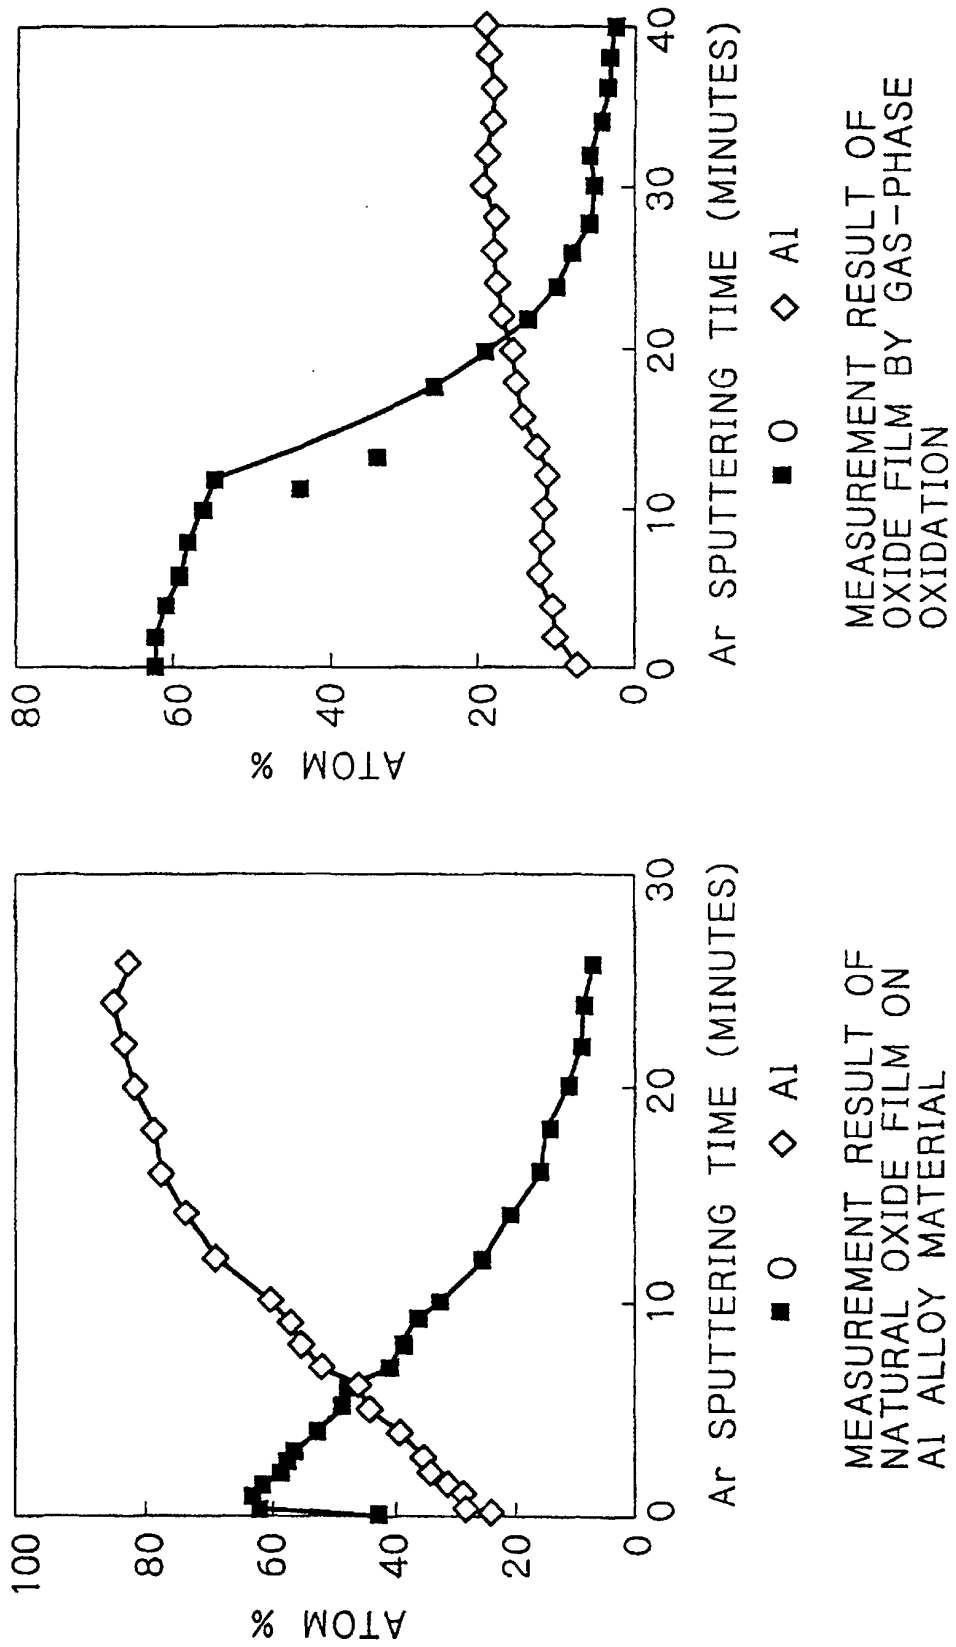 100
80
60
40
20
0
ATOM %
0
10
20
30
Ar SPUTTERING TIME (MINUTES)
■ O ◇ Al
MEASUREMENT RESULT OF
NATURAL OXIDE FILM ON
Al ALLOY MATERIAL
80
60
40
20
0
ATOM %
0
10
20
30
40
Ar SPUTTERING TIME (MINUTES)
■ O ◇ Al
MEASUREMENT RESULT OF
OXIDE FILM BY GAS-PHASE
OXIDATION